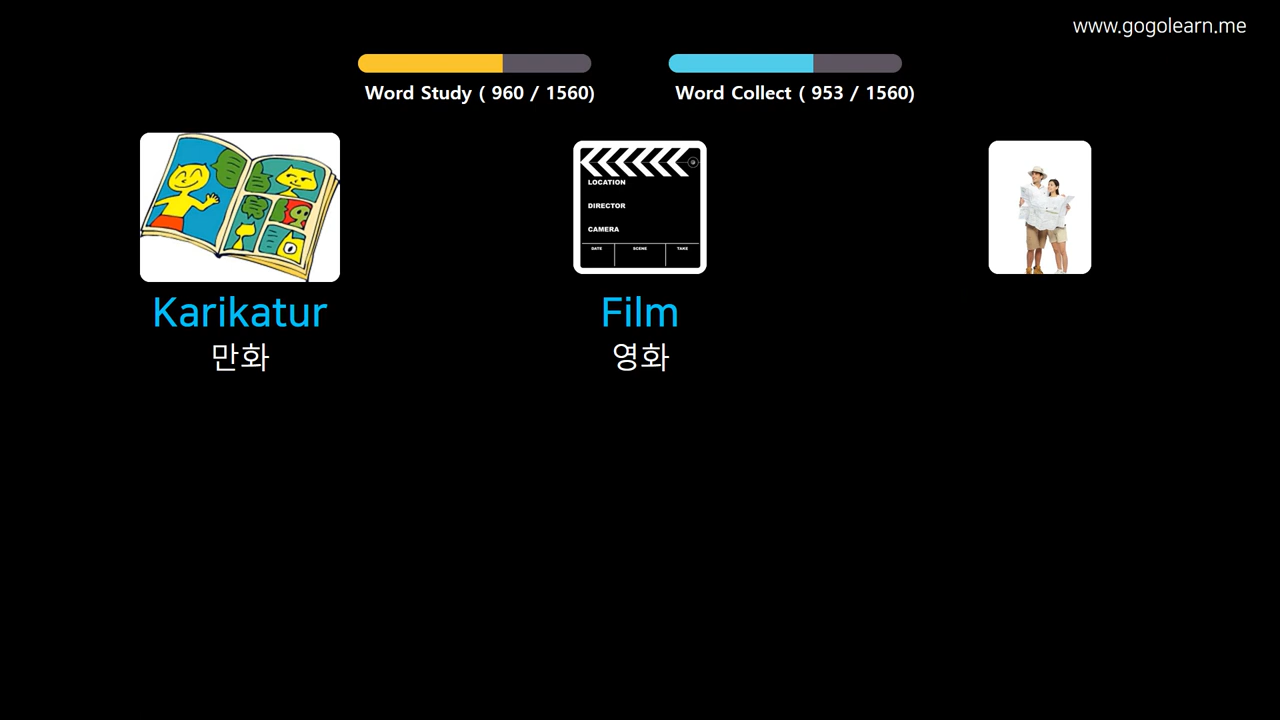 www.gogolearn.me
Word Study ( 960 / 1560)
Word Collect ( 953 / 1560)
LOCATION
DIRECTOR
CAMERA
DATE SCENE TAKE
Karikatur
만화
Film
영화